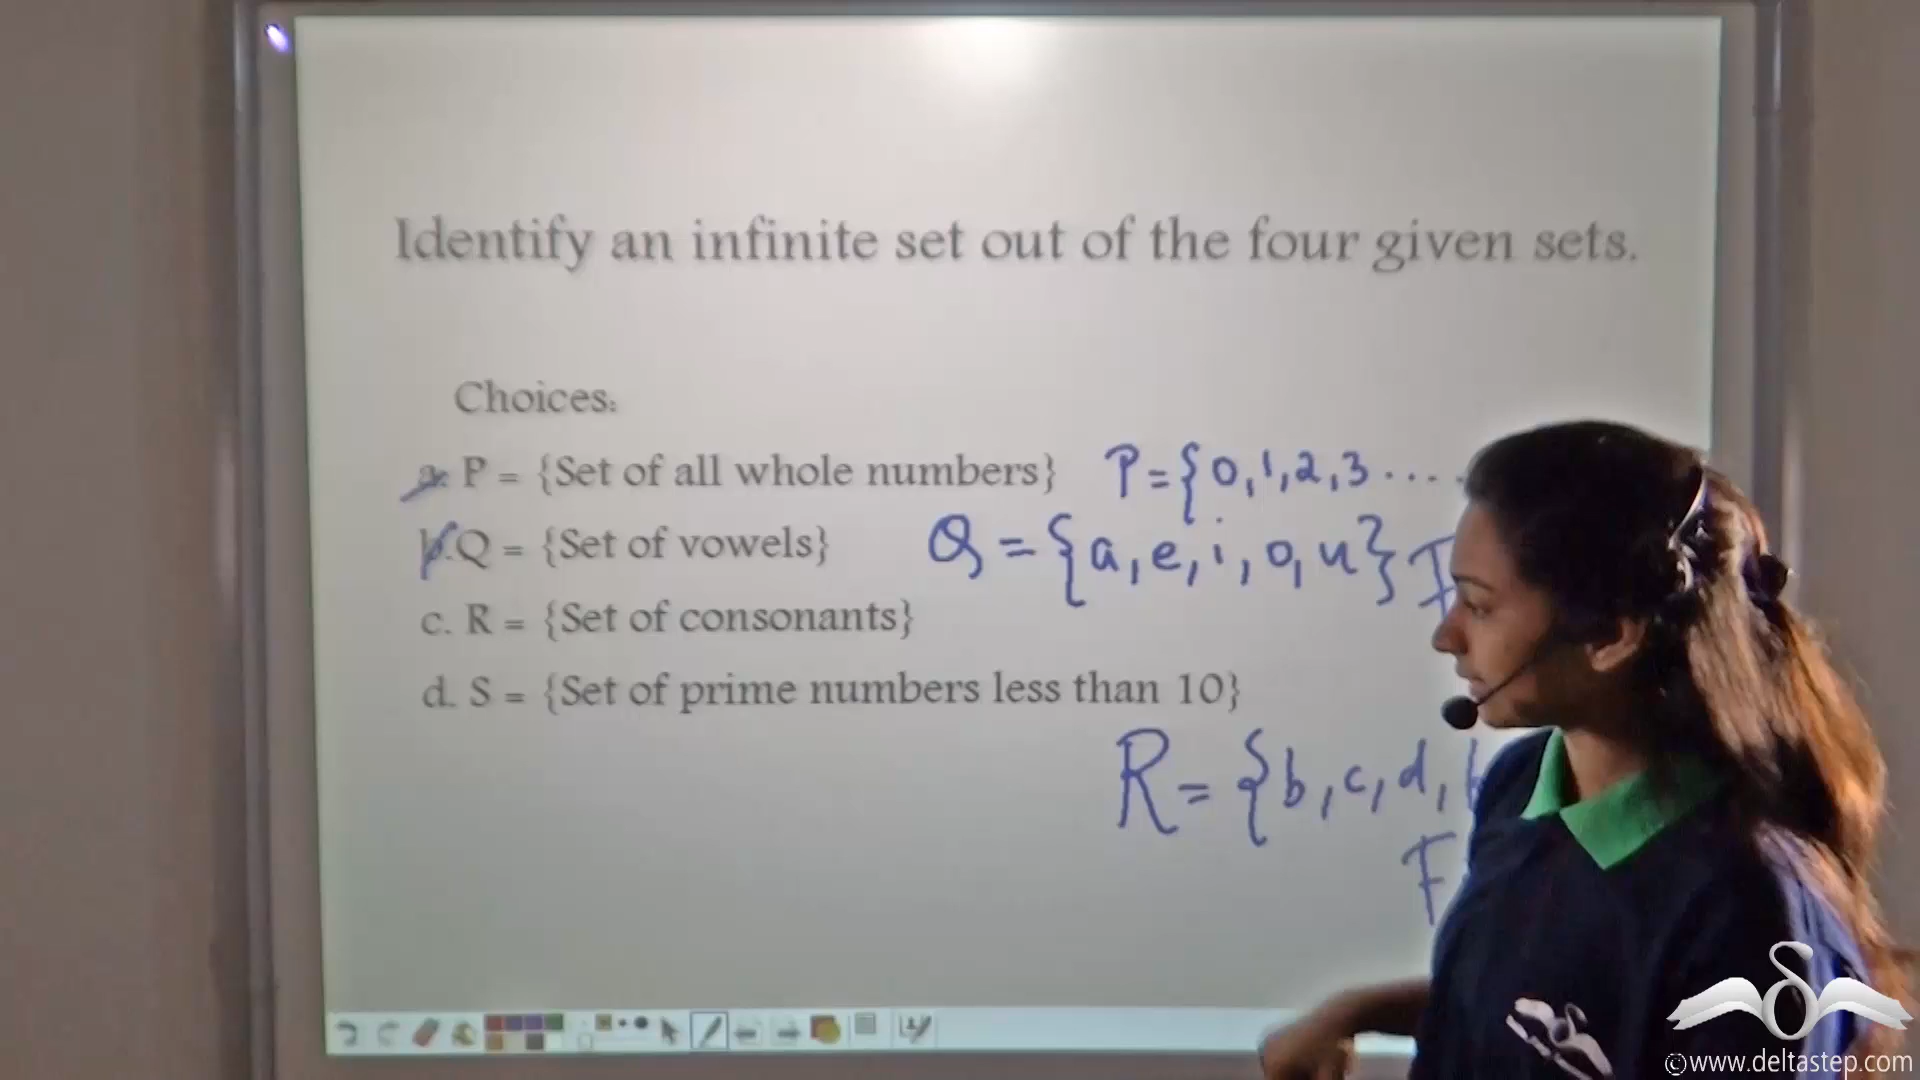 Identify an infinite set out of the four given sets.
Choices:
a. P = {Set of all whole numbers} P = { 0, 1, 2, 3 ....
b. Q = {Set of vowels} Q = { a, e, i, o, u }
c. R = {Set of consonants}
d. S = {Set of prime numbers less than 10}
R = { b, c, d,
©www.deltastep.com